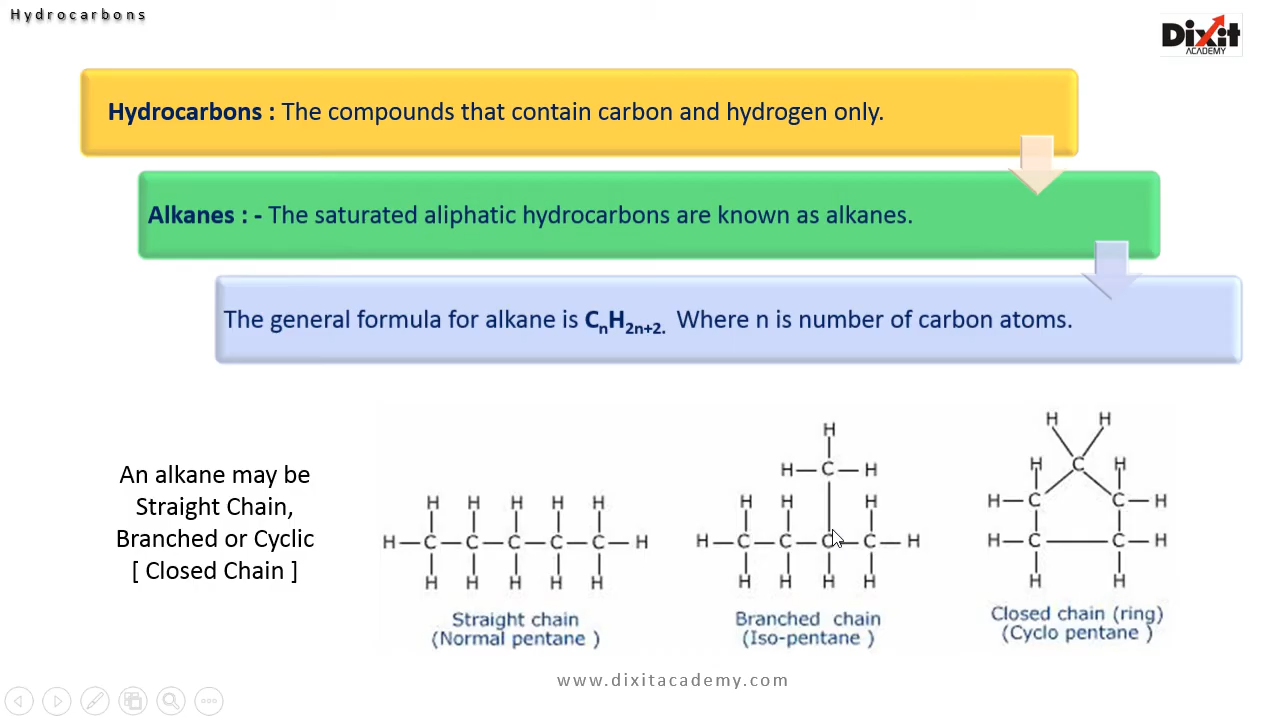 Hydrocarbons
Dixit
ACADEMY
Hydrocarbons : The compounds that contain carbon and hydrogen only.
Alkanes : - The saturated aliphatic hydrocarbons are known as alkanes.
The general formula for alkane is CnH2n+2. Where n is number of carbon atoms.
An alkane may be
Straight Chain,
Branched or Cyclic
[ Closed Chain ]
H H H H H
H—C—C—C—C—C—H
H H H H H
Straight chain
(Normal pentane )
H
H—C—H
H H H
H—C—C—C—C—H
H H H H
Branched chain
(Iso-pentane )
H H
H C H
H—C C—H
H—C—C—H
H H
Closed chain (ring)
(Cyclo pentane )
www.dixitacademy.com